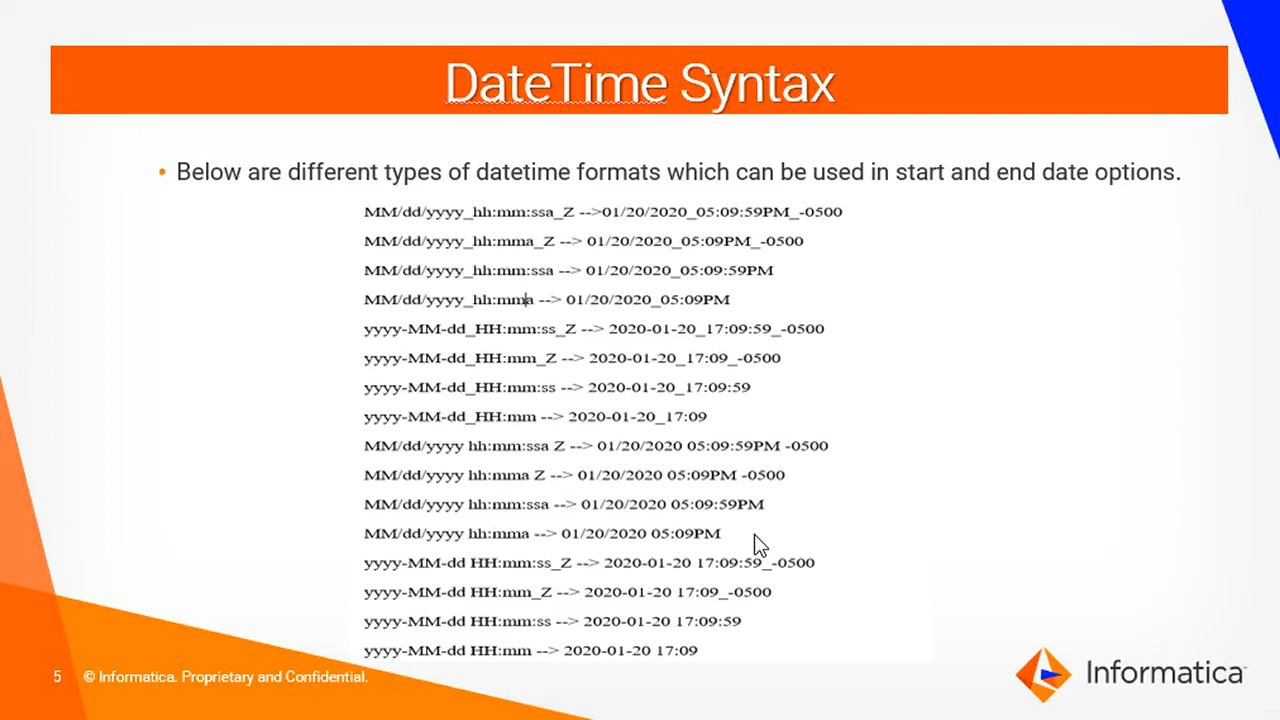 DateTime Syntax
• Below are different types of datetime formats which can be used in start and end date options.
MM/dd/yyyy_hh:mm:ssa_Z -->01/20/2020_05:09:59PM_-0500
MM/dd/yyyy_hh:mma_Z --> 01/20/2020_05:09PM_-0500
MM/dd/yyyy_hh:mm:ssa --> 01/20/2020_05:09:59PM
MM/dd/yyyy_hh:mma --> 01/20/2020_05:09PM
yyyy-MM-dd_HH:mm:ss_Z --> 2020-01-20_17:09:59_-0500
yyyy-MM-dd_HH:mm_Z --> 2020-01-20_17:09_-0500
yyyy-MM-dd_HH:mm:ss --> 2020-01-20_17:09:59
yyyy-MM-dd_HH:mm --> 2020-01-20_17:09
MM/dd/yyyy hh:mm:ssa Z --> 01/20/2020 05:09:59PM -0500
MM/dd/yyyy hh:mma Z --> 01/20/2020 05:09PM -0500
MM/dd/yyyy hh:mm:ssa --> 01/20/2020 05:09:59PM
MM/dd/yyyy hh:mma --> 01/20/2020 05:09PM
yyyy-MM-dd HH:mm:ss_Z --> 2020-01-20 17:09:59_-0500
yyyy-MM-dd HH:mm_Z --> 2020-01-20 17:09_-0500
yyyy-MM-dd HH:mm:ss --> 2020-01-20 17:09:59
yyyy-MM-dd HH:mm --> 2020-01-20 17:09
5 © Informatica. Proprietary and Confidential.
Informatica